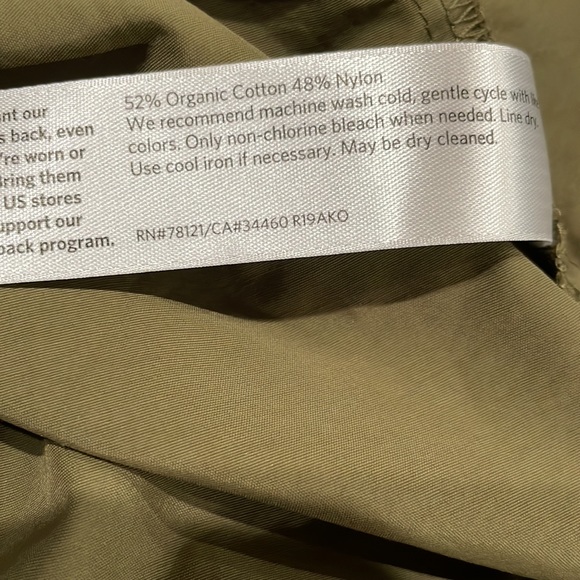 nt our
s back, even
're worn or
Bring them
US stores
upport our
back program.
52% Organic Cotton 48% Nylon
We recommend machine wash cold, gentle cycle with
colors. Only non-chlorine bleach when needed. Line dry.
Use cool iron if necessary. May be dry cleaned.
RN#78121/CA#34460 R19AKO